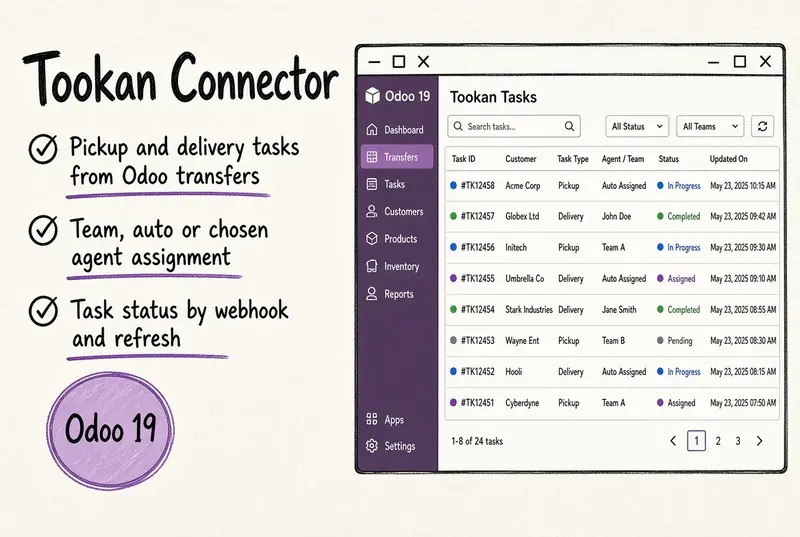 Tookan Connector
Pickup and delivery tasks
from Odoo transfers
Team, auto or chosen
agent assignment
Task status by webhook
and refresh
Odoo 19
Odoo 19
Dashboard
Transfers
Tasks
Customers
Products
Inventory
Reports
Apps
Settings
Tookan Tasks
Search tasks...
All Status
All Teams
Task ID Customer Task Type Agent / Team Status Updated On
#TK12458 Acme Corp Pickup Auto Assigned In Progress May 23, 2025 10:15 AM
#TK12457 Globex Ltd Delivery John Doe Completed May 23, 2025 09:42 AM
#TK12456 Initech Pickup Team A In Progress May 23, 2025 09:30 AM
#TK12455 Umbrella Co Delivery Auto Assigned Assigned May 23, 2025 09:10 AM
#TK12454 Stark Industries Delivery Jane Smith Completed May 23, 2025 08:55 AM
#TK12453 Wayne Ent Pickup Team B Pending May 23, 2025 08:30 AM
#TK12452 Hooli Delivery Auto Assigned In Progress May 23, 2025 08:15 AM
#TK12451 Cyberdyne Pickup Team A Assigned May 23, 2025 07:50 AM
1-8 of 24 tasks
1 2 3